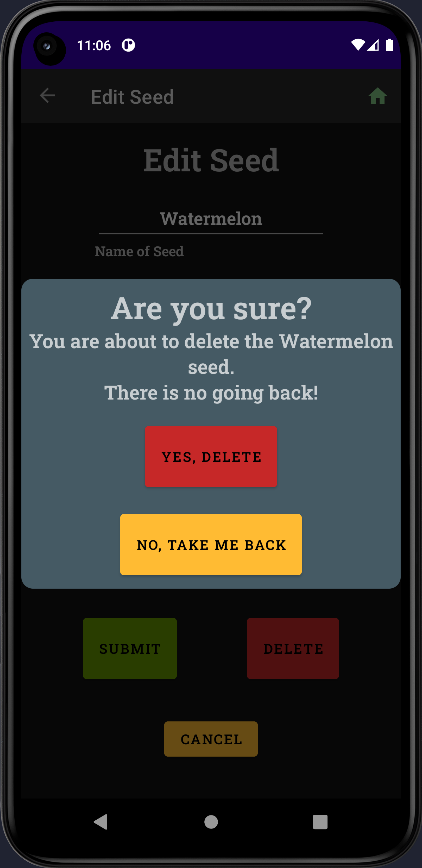 11:06
Edit Seed
Edit Seed
Watermelon
Name of Seed
Are you sure?
You are about to delete the Watermelon
seed.
There is no going back!
YES, DELETE
NO, TAKE ME BACK
SUBMIT DELETE
CANCEL